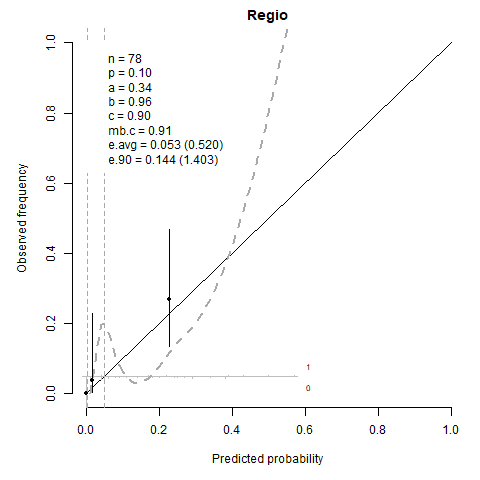 Regio
n = 78
p = 0.10
a = 0.34
b = 0.96
c = 0.90
mb.c = 0.91
e.avg = 0.053 (0.520)
e.90 = 0.144 (1.403)
Observed frequency
1.0
0.8
0.6
0.4
0.2
0.0
1
0
0.0 0.2 0.4 0.6 0.8 1.0
Predicted probability